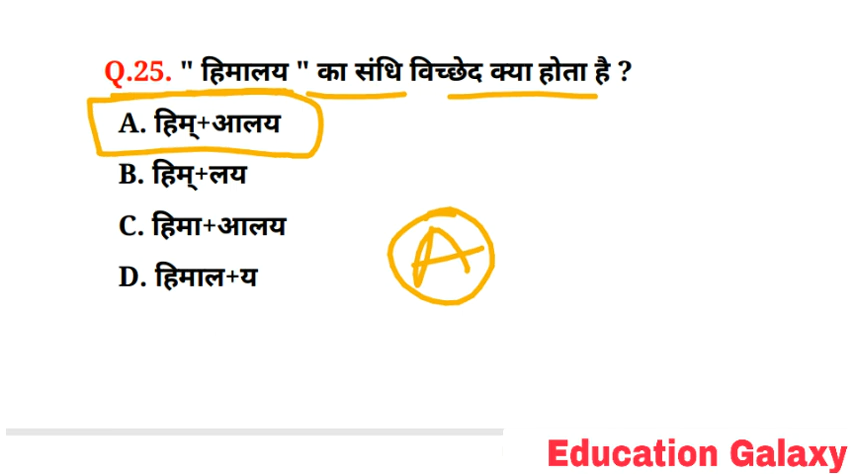 Q.25. " हिमालय " का संधि विच्छेद क्या होता है ?
A. हिम्+आलय
B. हिम्+लय
C. हिमा+आलय
D. हिमाल+य
A
Education Galaxy